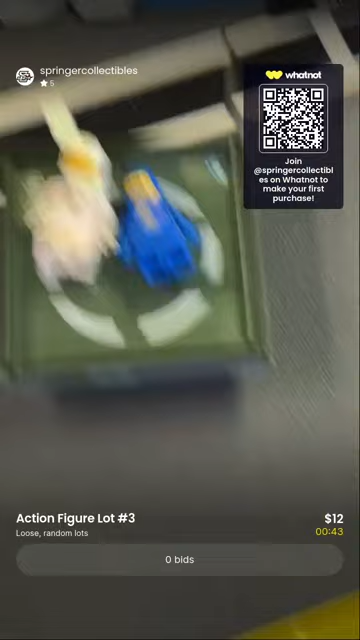 springercollectibles
5
whatnot
Join
@springercollectibl
es on Whatnot to
make your first
purchase!
Action Figure Lot #3
$12
Loose, random lots
00:43
0 bids